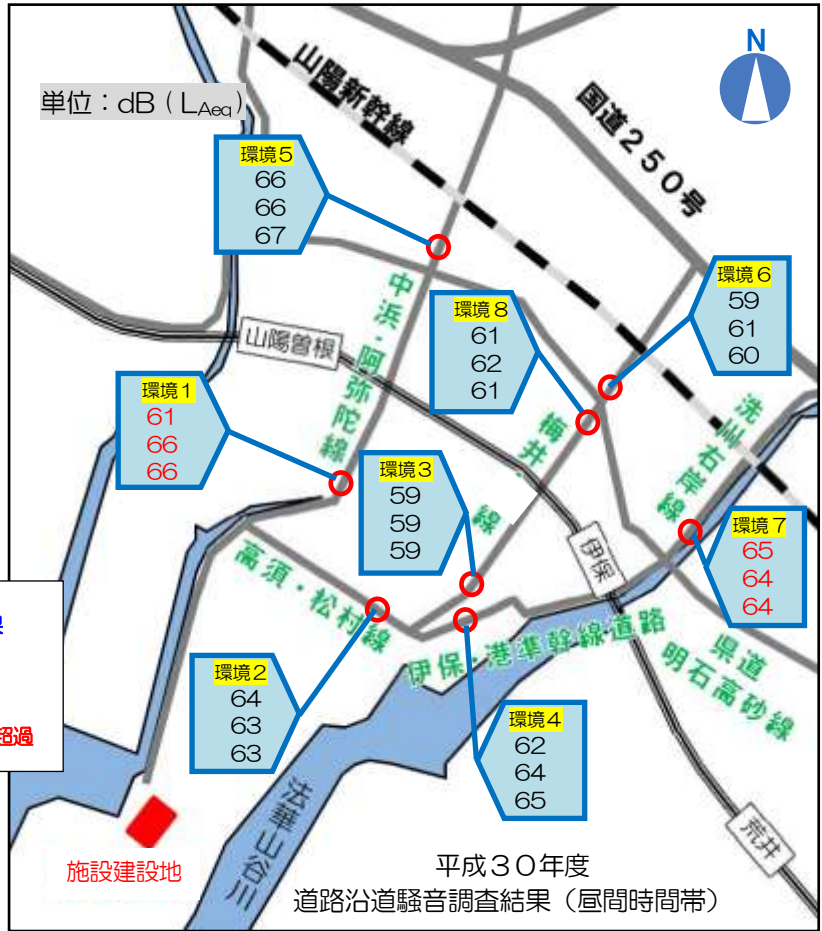 N
単位：dB（LAeq）
山陽新幹線
国道２５０号
環境５
66
66
67
環境６
59
61
60
環境８
61
62
61
中浜・阿弥陀線
山陽曽根
環境１
61
66
66
梅井・
線
洗川右岸線
環境３
59
59
59
環境７
65
64
64
伊保
高須・松村線
伊保・港準幹線道路
県道
明石高砂線
環境２
64
63
63
環境４
62
64
65
超過
法華山谷川
荒井
施設建設地
平成３０年度
道路沿道騒音調査結果（昼間時間帯）